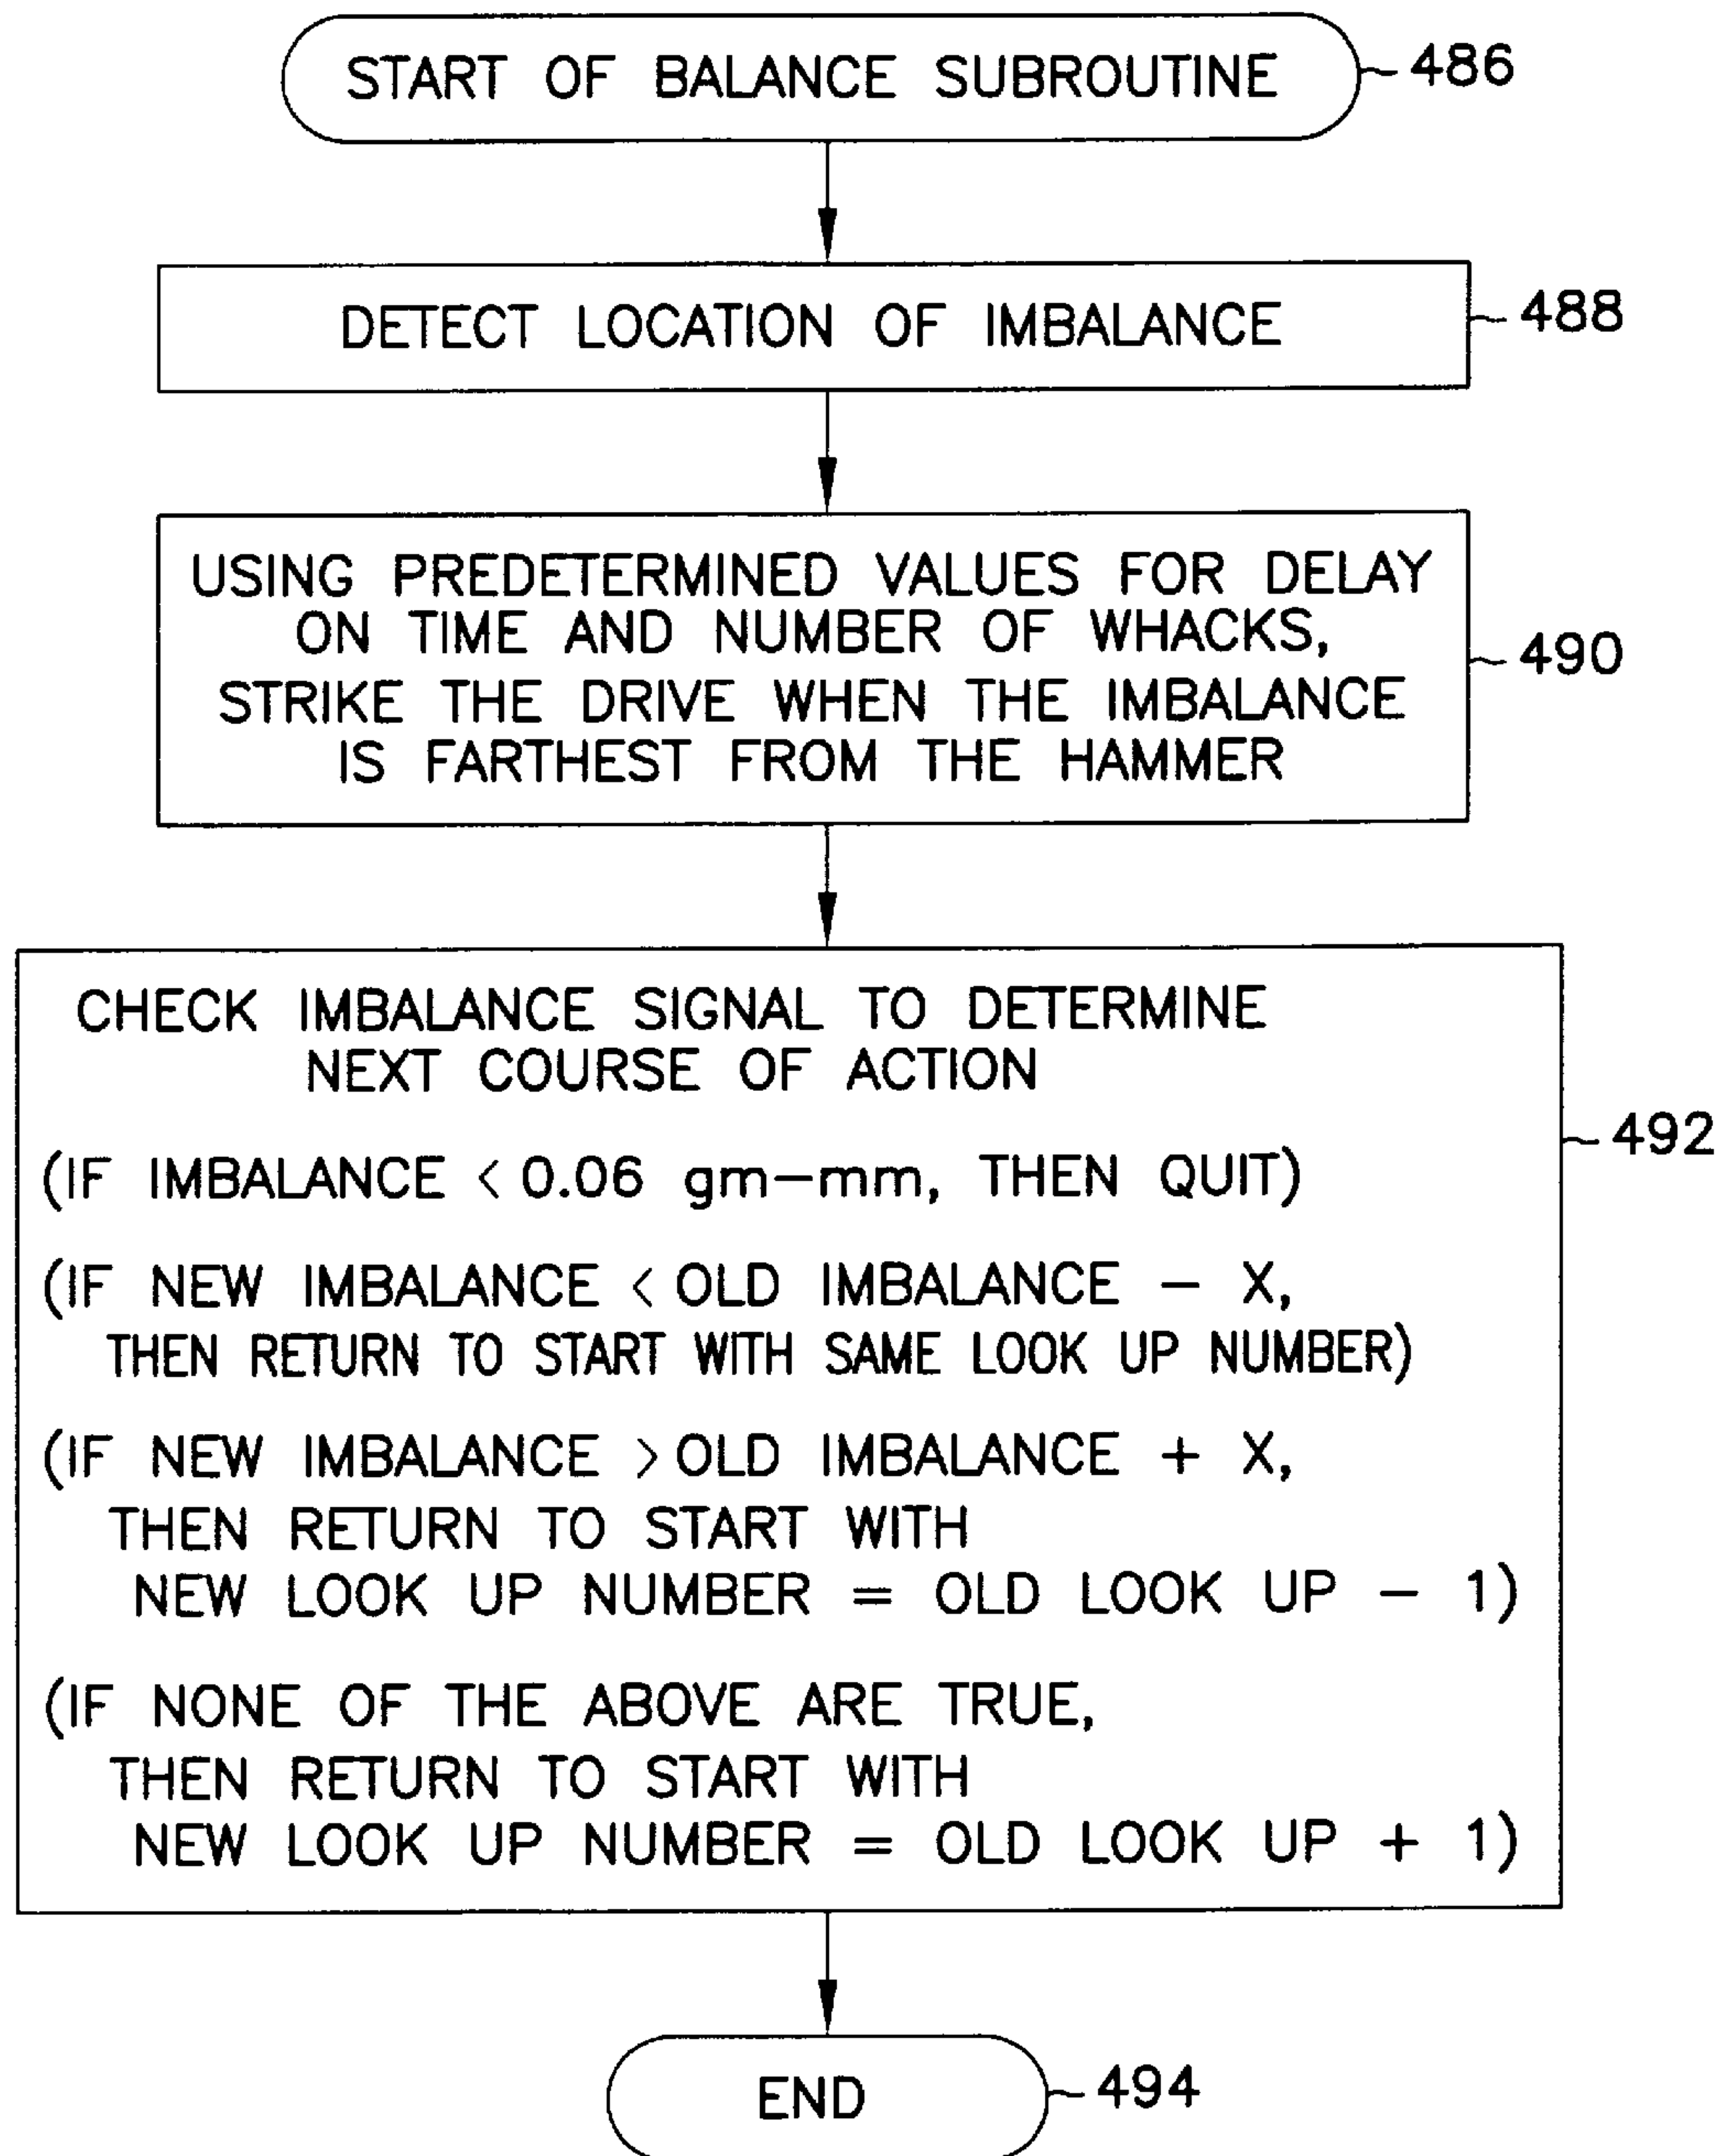 START OF BALANCE SUBROUTINE
486
DETECT LOCATION OF IMBALANCE
488
USING PREDETERMINED VALUES FOR DELAY
ON TIME AND NUMBER OF WHACKS,
STRIKE THE DRIVE WHEN THE IMBALANCE
IS FARTHEST FROM THE HAMMER
490
CHECK IMBALANCE SIGNAL TO DETERMINE
NEXT COURSE OF ACTION
(IF IMBALANCE < 0.06 gm-mm, THEN QUIT)
(IF NEW IMBALANCE < OLD IMBALANCE - X,
THEN RETURN TO START WITH SAME LOOK UP NUMBER)
(IF NEW IMBALANCE > OLD IMBALANCE + X,
THEN RETURN TO START WITH
NEW LOOK UP NUMBER = OLD LOOK UP - 1)
(IF NONE OF THE ABOVE ARE TRUE,
THEN RETURN TO START WITH
NEW LOOK UP NUMBER = OLD LOOK UP + 1)
492
END
494